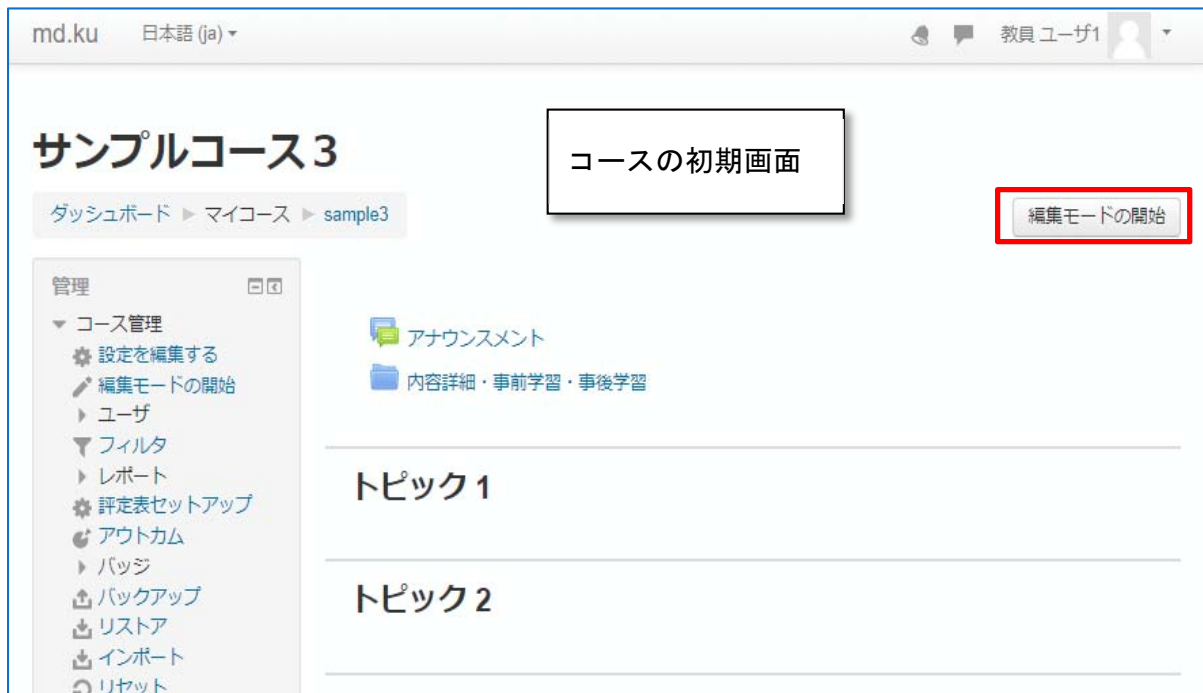 md.ku 日本語 (ja) 教員 ユーザ1
サンプルコース3
コースの初期画面
ダッシュボード マイコース sample3
編集モードの開始
管理
コース管理
設定を編集する
編集モードの開始
ユーザ
フィルタ
レポート
評定表セットアップ
アウトカム
バッジ
バックアップ
リストア
インポート
リセット
アナウンスメント
内容詳細・事前学習・事後学習
トピック 1
トピック 2